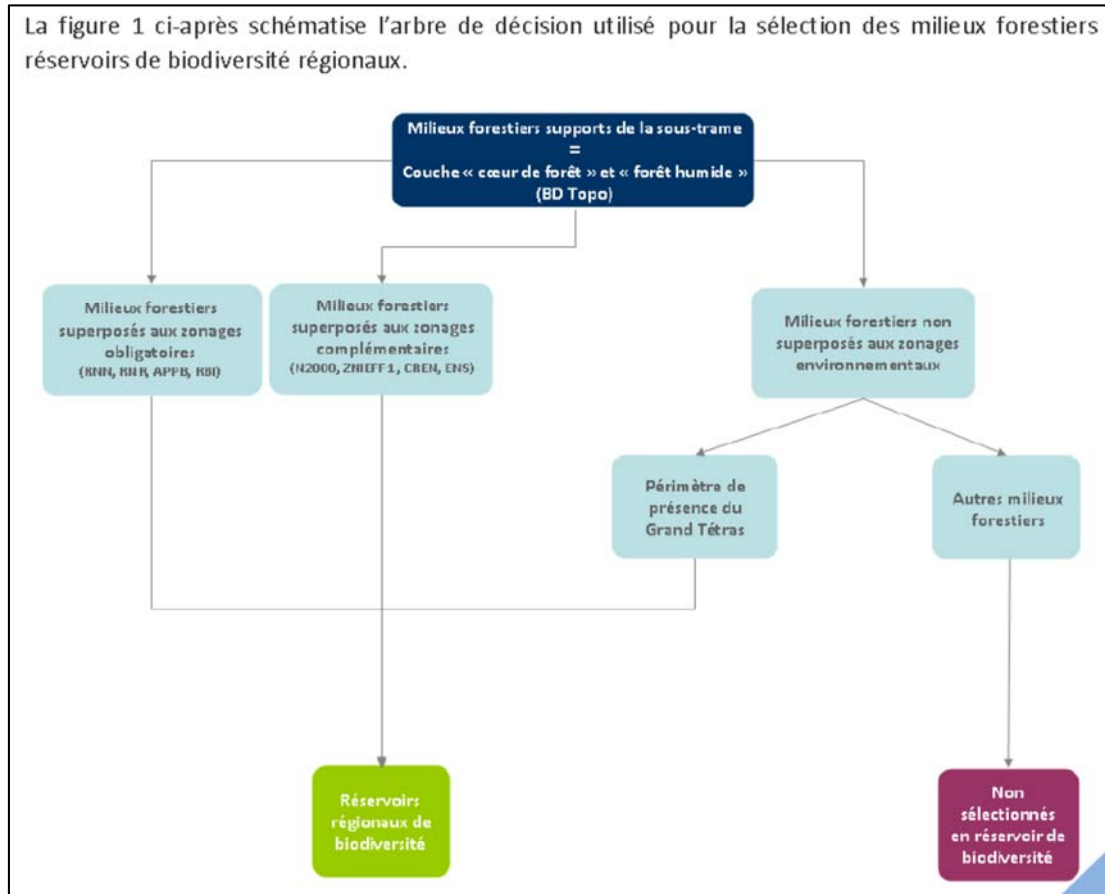 La figure 1 ci-après schématise l’arbre de décision utilisé pour la sélection des milieux forestiers
réservoirs de biodiversité régionaux.
Milieux forestiers supports de la sous-trame
=
Couche « cœur de forêt » et « forêt humide »
(BD Topo)
Milieux forestiers
superposés aux zonages
obligatoires
(RNN, RNR, APPB, RBI)
Milieux forestiers
superposés aux zonages
complémentaires
(N2000, ZNIEFF1, CREN, ENS)
Milieux forestiers non
superposés aux zonages
environnementaux
Périmètre de
présence du
Grand Tétras
Autres milieux
forestiers
Réservoirs
régionaux de
biodiversité
Non
sélectionnés
en réservoir de
biodiversité